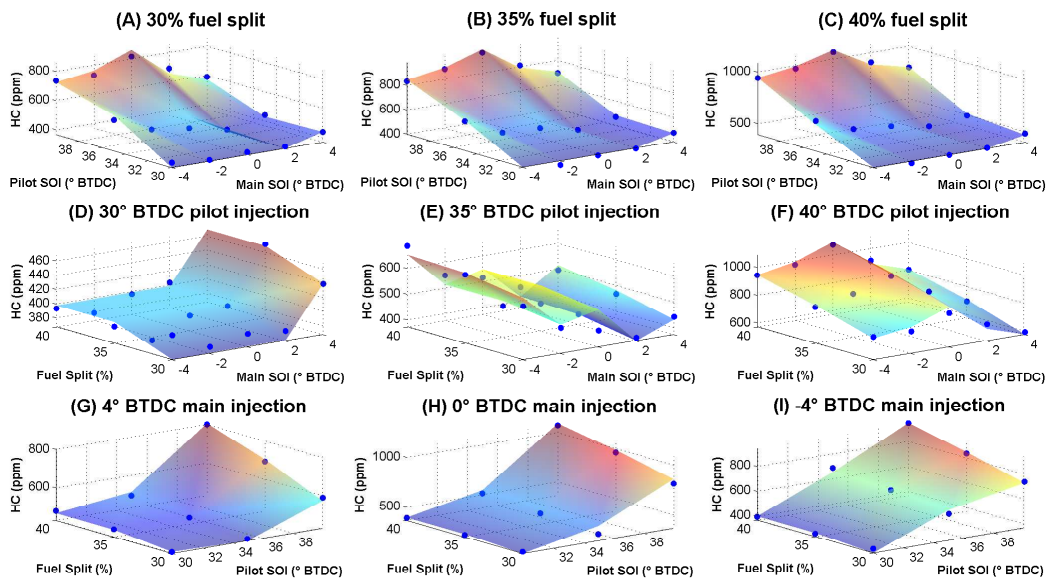 (A) 30% fuel split
(B) 35% fuel split
(C) 40% fuel split
HC (ppm)
800
600
400
38
36
34
32
30
-4
-2
0
2
4
Pilot SOI (° BTDC)
Main SOI (° BTDC)
HC (ppm)
800
600
400
38
36
34
32
30
-4
-2
0
2
4
Pilot SOI (° BTDC)
Main SOI (° BTDC)
HC (ppm)
1000
500
38
36
34
32
30
-4
-2
0
2
4
Pilot SOI (° BTDC)
Main SOI (° BTDC)
(D) 30° BTDC pilot injection
(E) 35° BTDC pilot injection
(F) 40° BTDC pilot injection
HC (ppm)
460
440
420
400
380
40
35
30
-4
-2
0
2
4
Fuel Split (%)
Main SOI (° BTDC)
HC (ppm)
600
500
400
40
35
30
-4
-2
0
2
4
Fuel Split (%)
Main SOI (° BTDC)
HC (ppm)
1000
800
600
40
35
30
-4
-2
0
2
4
Fuel Split (%)
Main SOI (° BTDC)
(G) 4° BTDC main injection
(H) 0° BTDC main injection
(I) -4° BTDC main injection
HC (ppm)
800
600
40
35
30
30
32
34
36
38
Fuel Split (%)
Pilot SOI (° BTDC)
HC (ppm)
1000
500
40
35
30
30
32
34
36
38
Fuel Split (%)
Pilot SOI (° BTDC)
HC (ppm)
800
600
400
40
35
30
30
32
34
36
38
Fuel Split (%)
Pilot SOI (° BTDC)